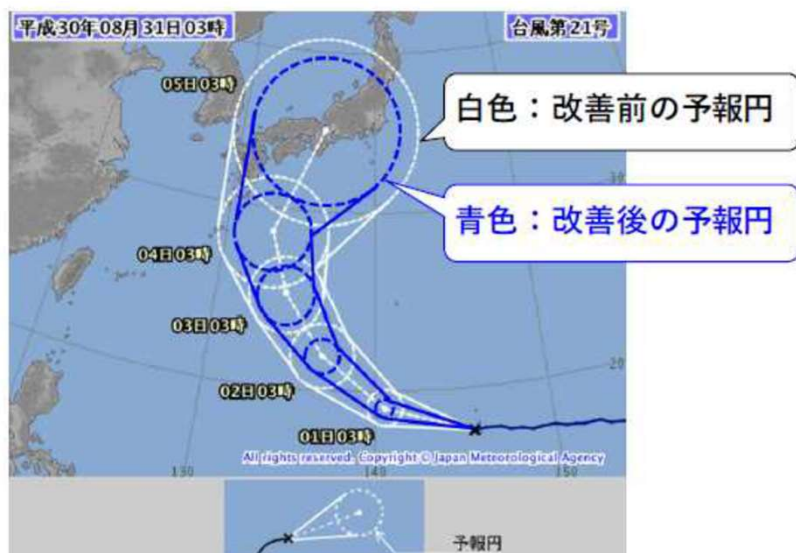 平成30年08月31日03時
台風第21号
05日03時
白色：改善前の予報円
30
青色：改善後の予報円
04日03時
03日03時
20
02日03時
01日03時
All rights reserved. Copyright © Japan Meteorological Agency
130
140
150
予報円